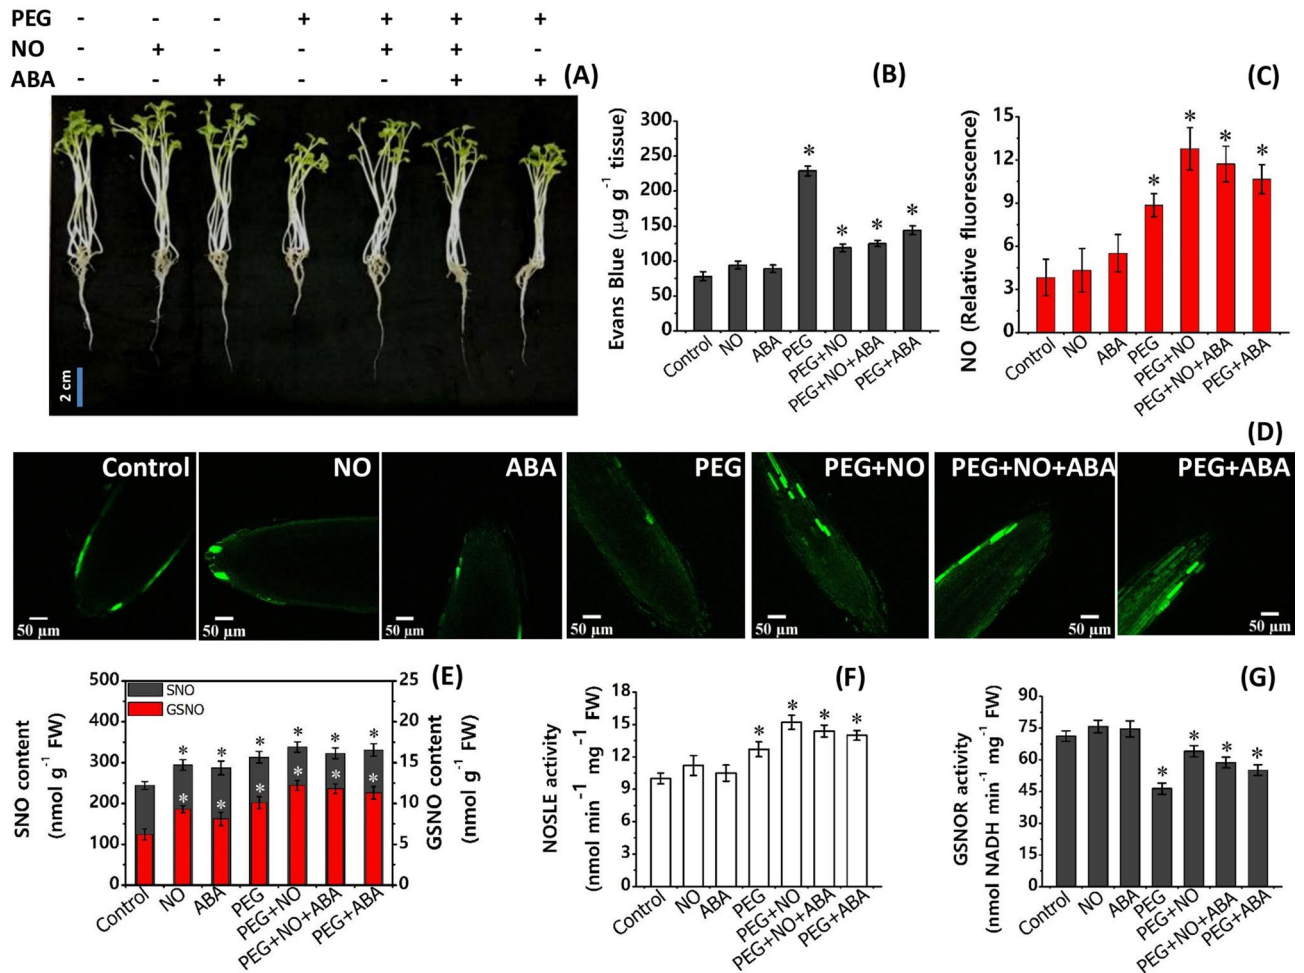 PEG - - - + + + +
NO - + - - + + -
ABA - - + - - + +
(A)
2 cm
(B)
Evans Blue (µg g⁻¹ tissue)
300
250
200
150
100
50
0
*
*
*
*
Control
NO
ABA
PEG
PEG+NO
PEG+NO+ABA
PEG+ABA
(C)
NO (Relative fluorescence)
15
12
9
6
3
0
*
*
*
*
Control
NO
ABA
PEG
PEG+NO
PEG+NO+ABA
PEG+ABA
(D)
Control
50 µm
NO
50 µm
ABA
50 µm
PEG
50 µm
PEG+NO
50 µm
PEG+NO+ABA
50 µm
PEG+ABA
50 µm
(E)
SNO content
(nmol g⁻¹ FW)
500
400
300
200
100
0
SNO
GSNO
* * * * * *
* * * * * *
25
20
15
10
5
0
GSNO content
(nmol g⁻¹ FW)
Control
NO
ABA
PEG
PEG+NO
PEG+NO+ABA
PEG+ABA
(F)
NOSLE activity
(nmol min⁻¹ mg⁻¹ FW)
18
15
12
9
6
3
0
*
*
*
*
Control
NO
ABA
PEG
PEG+NO
PEG+NO+ABA
PEG+ABA
(G)
GSNOR activity
(nmol NADH min⁻¹ mg⁻¹ FW)
90
75
60
45
30
15
0
*
*
*
*
Control
NO
ABA
PEG
PEG+NO
PEG+NO+ABA
PEG+ABA